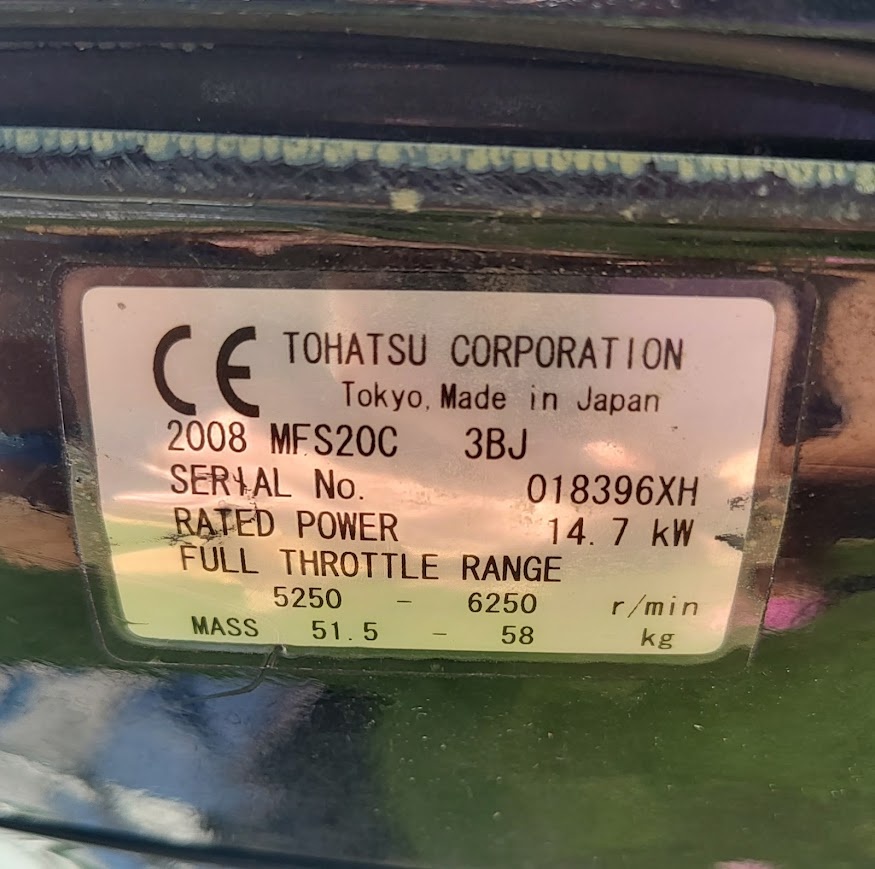 CE TOHATSU CORPORATION
Tokyo, Made in Japan
2008 MFS20C 3BJ
SERIAL No. 018396XH
RATED POWER 14.7 kW
FULL THROTTLE RANGE
5250 - 6250 r/min
MASS 51.5 - 58 kg